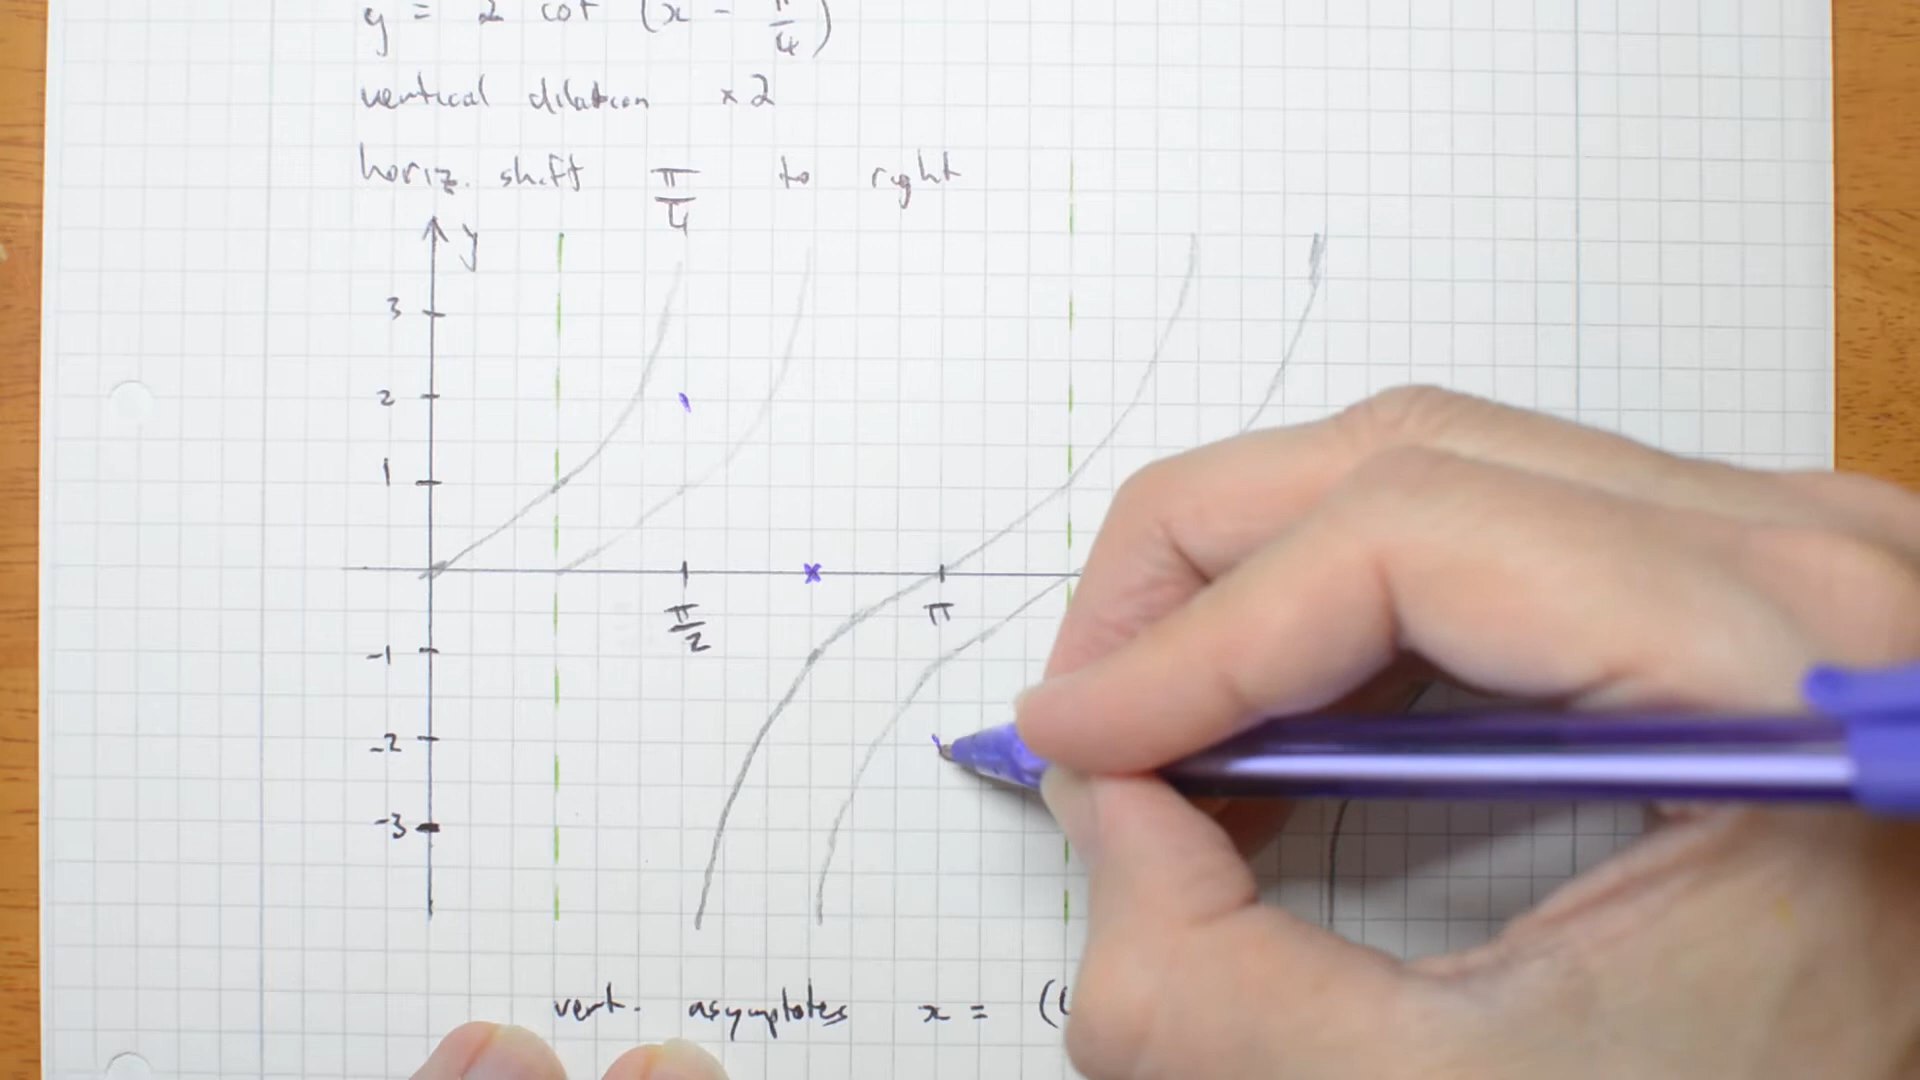 y = 2 cot (x - π/4)
vertical dilation × 2
horiz. shift π/4 to right
y
3
2
1
π/2
π
-1
-2
-3
vert. asymptotes x = (